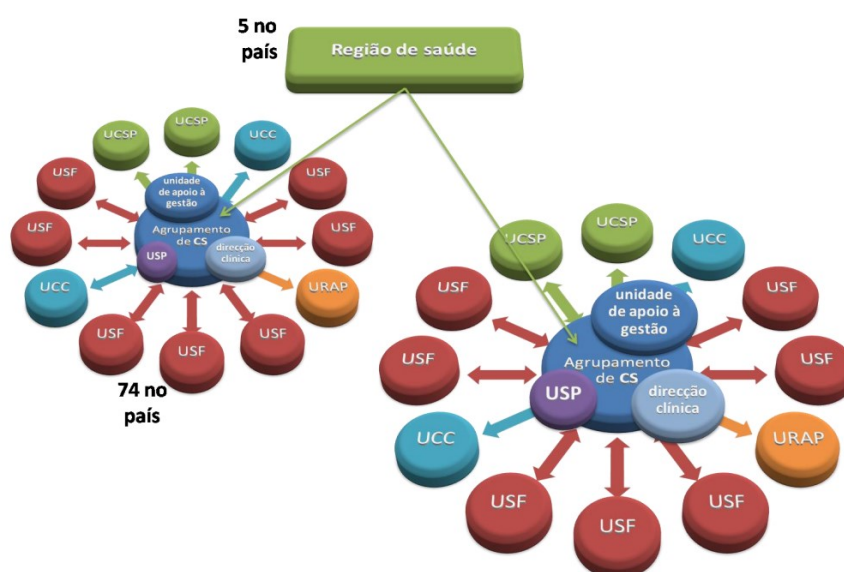 5 no
país
Região de saúde
UCSP
UCSP
UCC
USF
USF
unidade
de apoio à
gestão
USF
Agrupamento
de CS
USF
USP
direcção
clínica
UCC
URAP
USF
USF
USF
74 no
país
UCSP
UCSP
UCC
USF
USF
unidade
de apoio à
gestão
USF
Agrupamento
de CS
USF
USP
direcção
clínica
UCC
URAP
USF
USF
USF